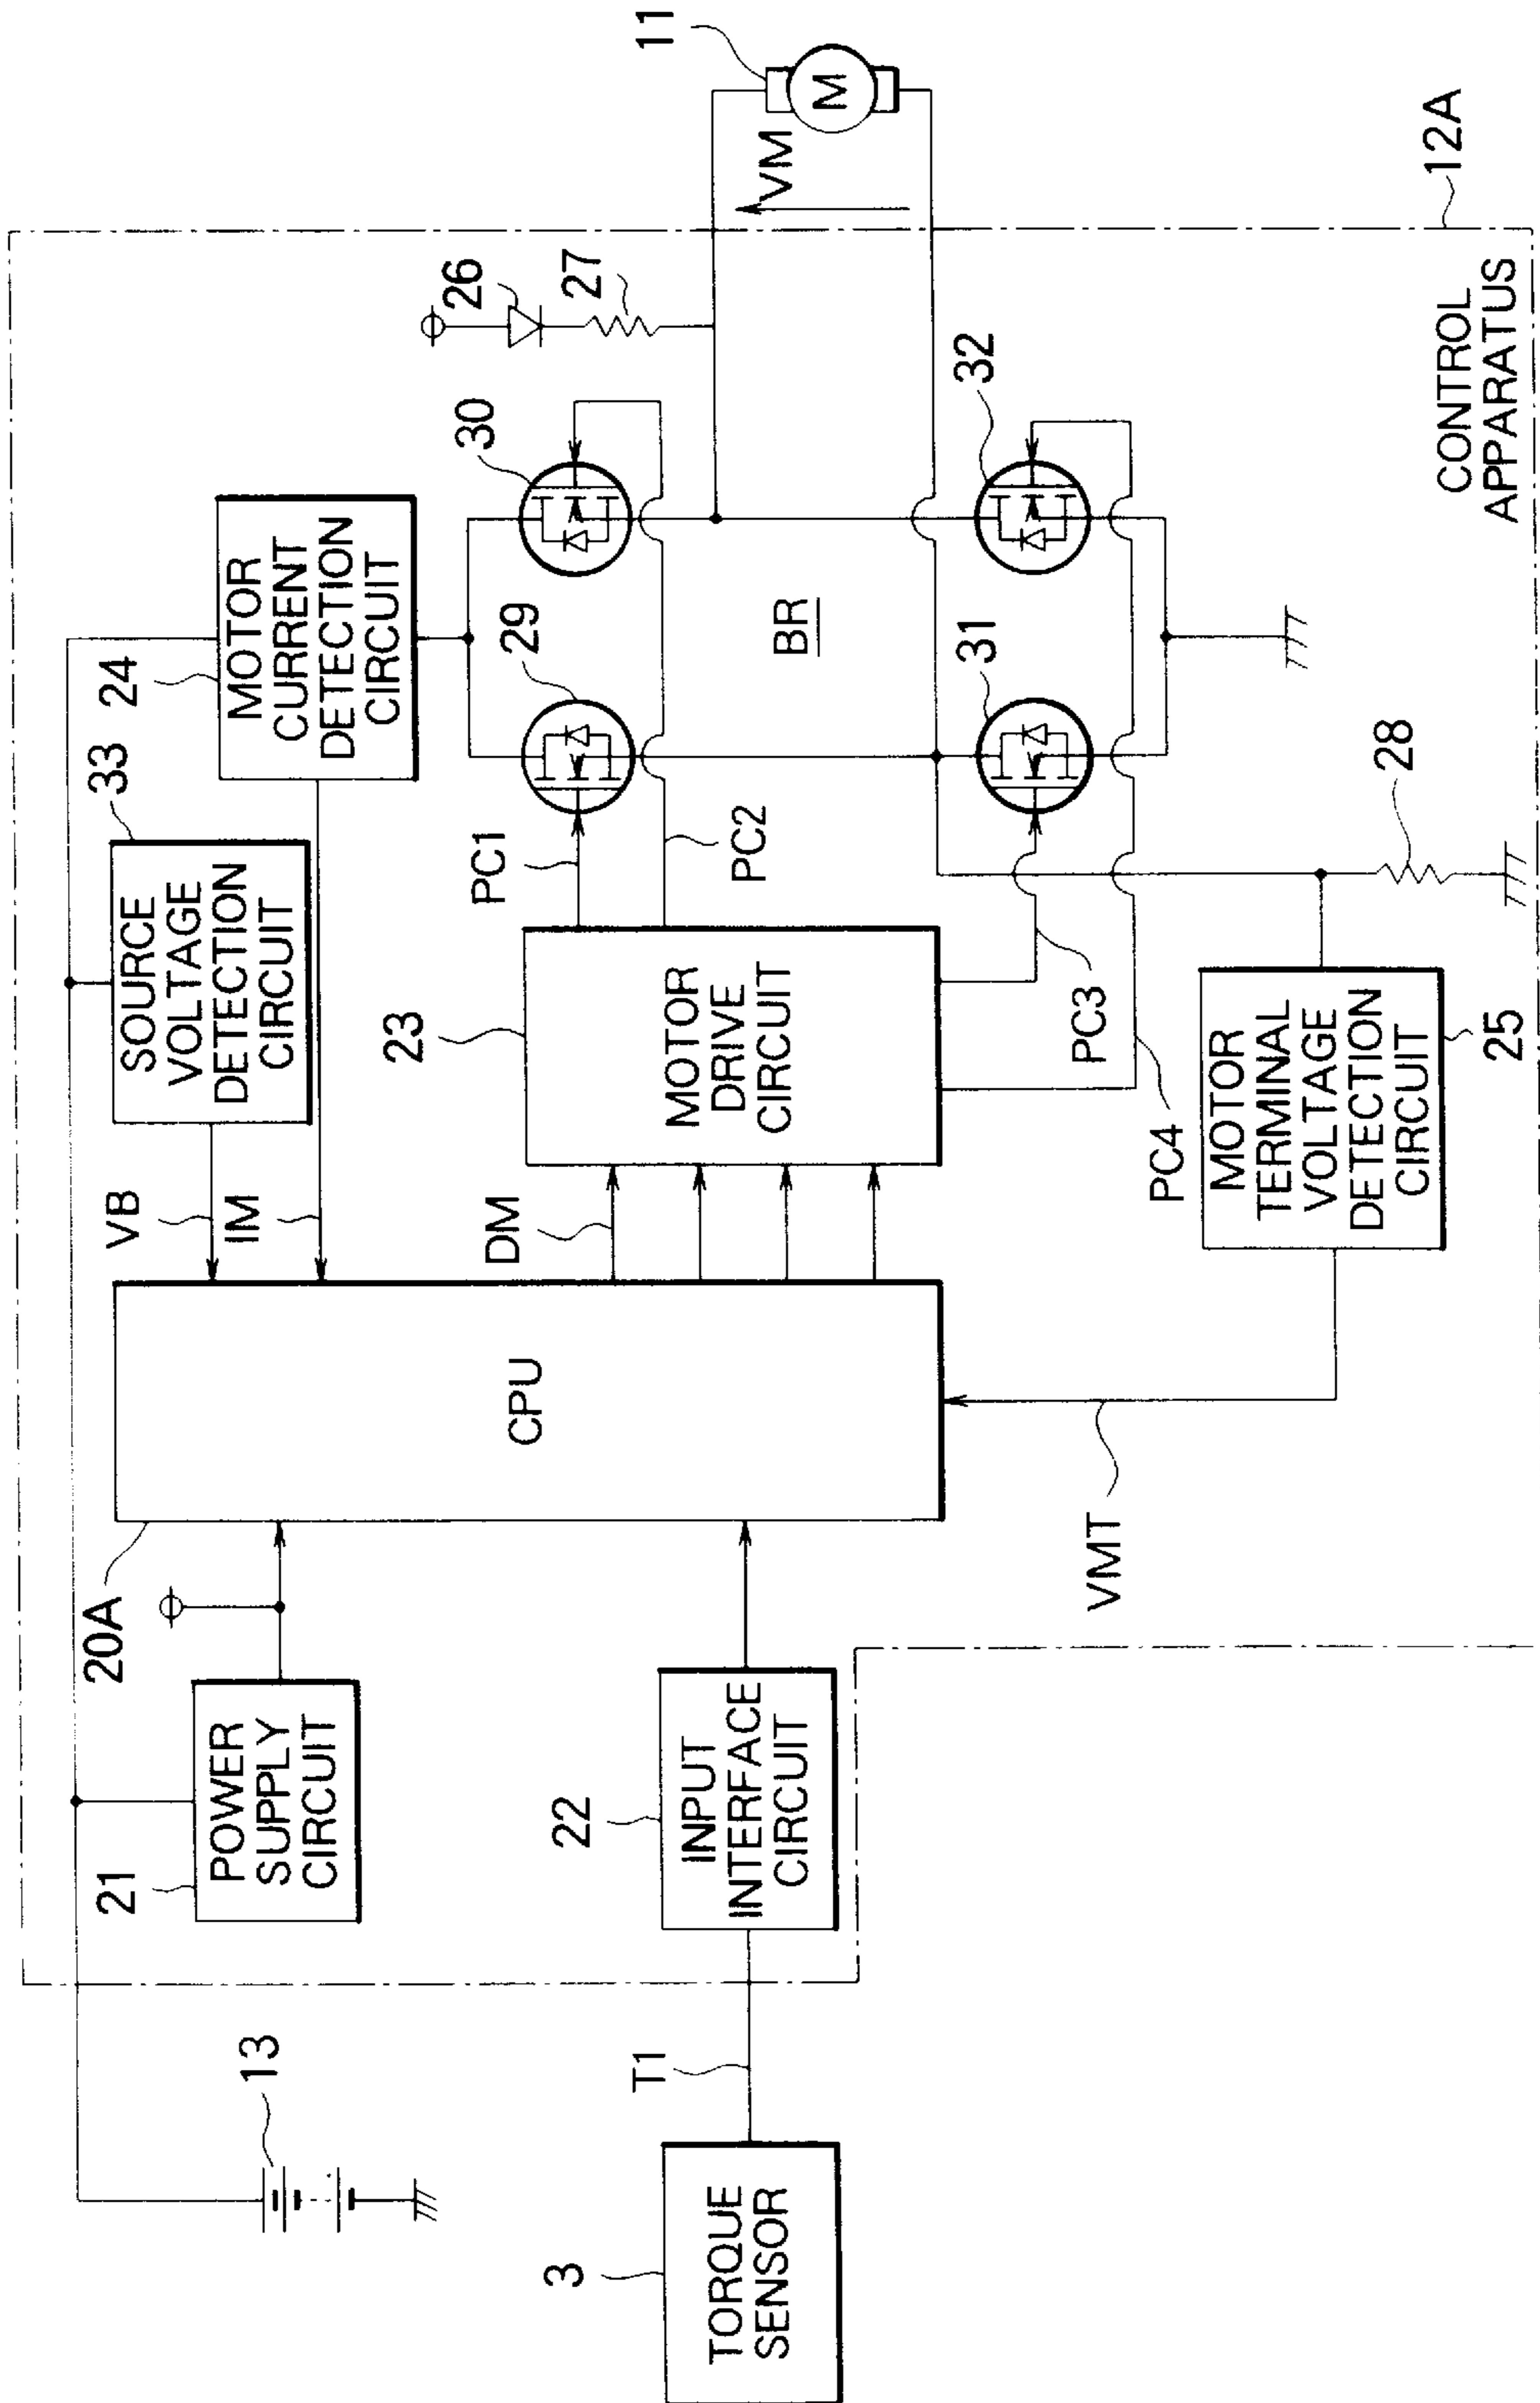 13
21
POWER
SUPPLY
CIRCUIT
20A
CPU
VB
IM
33
SOURCE
VOLTAGE
DETECTION
CIRCUIT
24
MOTOR
CURRENT
DETECTION
CIRCUIT
3
TORQUE
SENSOR
T1
22
INPUT
INTERFACE
CIRCUIT
DM
23
MOTOR
DRIVE
CIRCUIT
PC1
PC2
PC3
PC4
29
30
BR
31
32
26
27
VM
11
M
VMT
MOTOR
TERMINAL
VOLTAGE
DETECTION
CIRCUIT
25
28
CONTROL
APPARATUS
12A